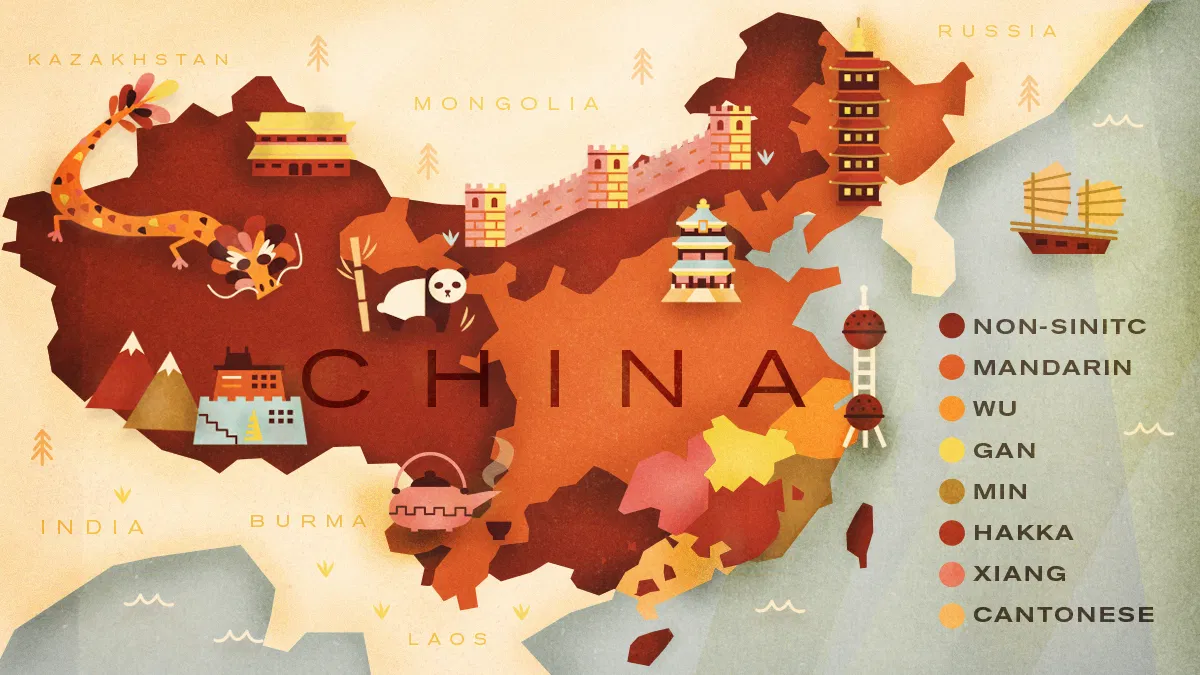 RUSSIA
KAZAKHSTAN
MONGOLIA
CHINA
NON-SINITC
MANDARIN
WU
GAN
MIN
HAKKA
XIANG
CANTONESE
INDIA
BURMA
LAOS